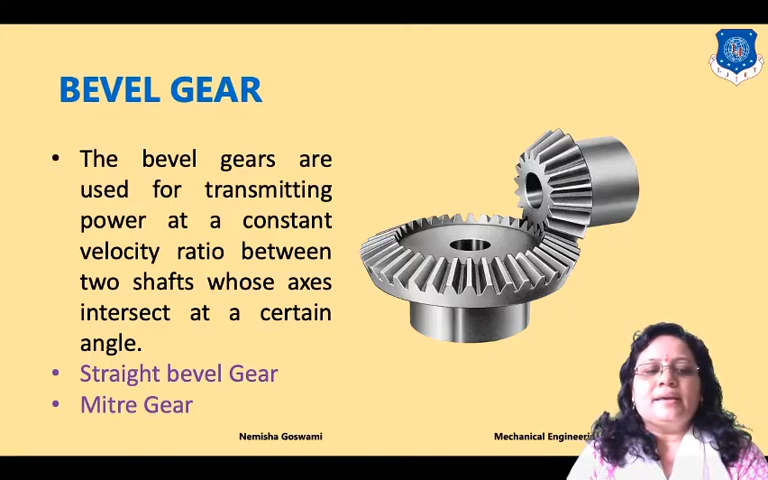 BEVEL GEAR
• The bevel gears are
used for transmitting
power at a constant
velocity ratio between
two shafts whose axes
intersect at a certain
angle.
• Straight bevel Gear
• Mitre Gear
Nemisha Goswami
Mechanical Engineeri